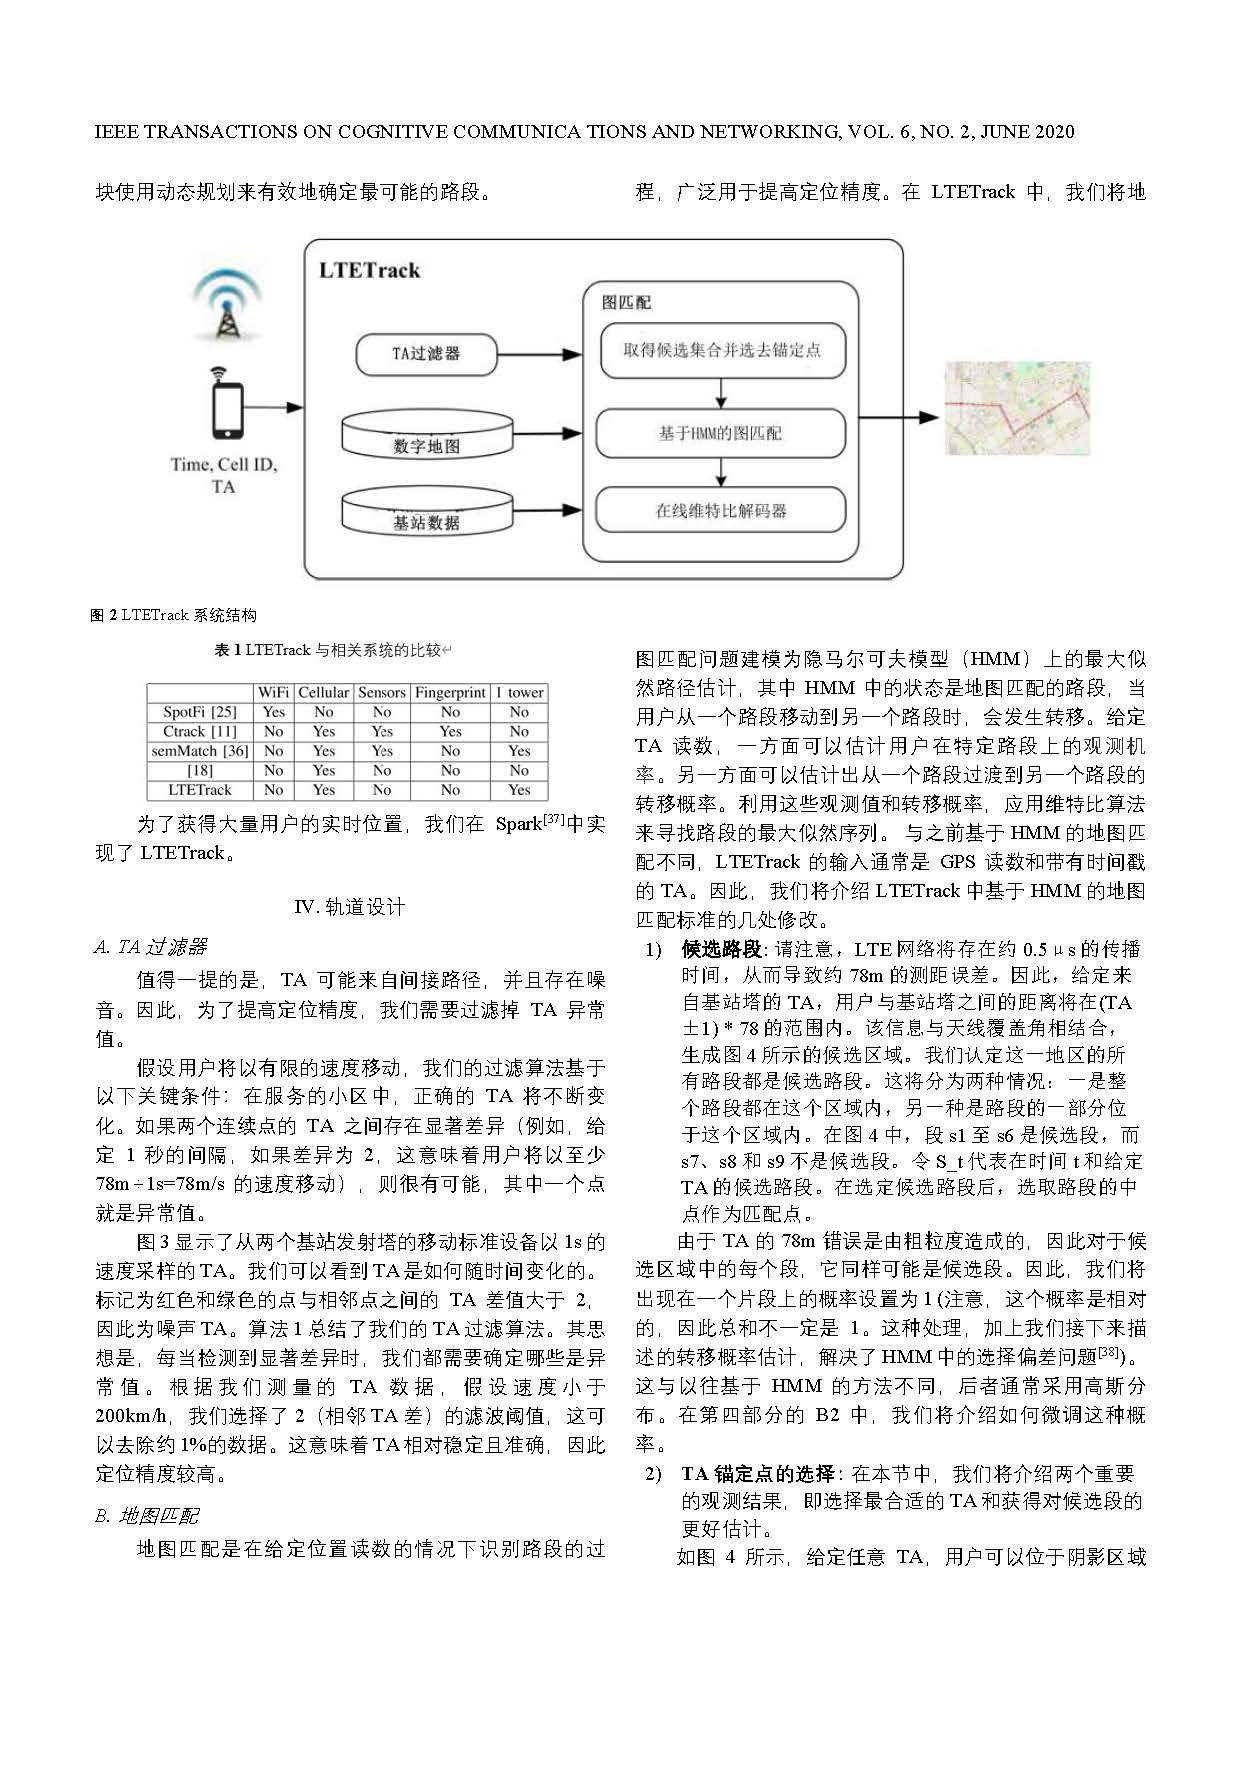 IEEE TRANSACTIONS ON COGNITIVE COMMUNICA TIONS AND NETWORKING, VOL. 6, NO. 2, JUNE 2020
块使用动态规划来有效地确定最可能的路段。
程，广泛用于提高定位精度。在 LTETrack 中，我们将地
LTETrack
图匹配
TA过滤器
取得候选集合并选去锚定点
数字地图
基于HMM的图匹配
Time, Cell ID,
TA
基站数据
在线维特比解码器
图 2 LTETrack 系统结构
表 1 LTETrack 与相关系统的比较↵
WiFi Cellular Sensors Fingerprint 1 tower
SpotFi [25] Yes No No No No
Ctrack [11] No Yes Yes Yes No
semMatch [36] No Yes Yes No Yes
[18] No Yes No No No
LTETrack No Yes No No Yes
为了获得大量用户的实时位置，我们在 Spark[37]中实
现了 LTETrack。
IV. 轨道设计
A. TA 过滤器
值得一提的是，TA 可能来自间接路径，并且存在噪
音。因此，为了提高定位精度，我们需要过滤掉 TA 异常
值。
假设用户将以有限的速度移动，我们的过滤算法基于
以下关键条件：在服务的小区中，正确的 TA 将不断变
化。如果两个连续点的 TA 之间存在显著差异（例如，给
定 1 秒的间隔，如果差异为 2，这意味着用户将以至少
78m÷1s=78m/s 的速度移动），则很有可能，其中一个点
就是异常值。
图 3 显示了从两个基站发射塔的移动标准设备以 1s 的
速度采样的 TA。我们可以看到 TA 是如何随时间变化的。
标记为红色和绿色的点与相邻点之间的 TA 差值大于 2，
因此为噪声 TA。算法 1 总结了我们的 TA 过滤算法。其思
想是，每当检测到显著差异时，我们都需要确定哪些是异
常值。根据我们测量的 TA 数据，假设速度小于
200km/h，我们选择了 2（相邻 TA 差）的滤波阈值，这可
以去除约 1%的数据。这意味着 TA 相对稳定且准确，因此
定位精度较高。
B. 地图匹配
地图匹配是在给定位置读数的情况下识别路段的过
图匹配问题建模为隐马尔可夫模型（HMM）上的最大似
然路径估计，其中 HMM 中的状态是地图匹配的路段，当
用户从一个路段移动到另一个路段时，会发生转移。给定
TA 读数，一方面可以估计用户在特定路段上的观测机
率。另一方面可以估计出从一个路段过渡到另一个路段的
转移概率。利用这些观测值和转移概率，应用维特比算法
来寻找路段的最大似然序列。 与之前基于 HMM 的地图匹
配不同，LTETrack 的输入通常是 GPS 读数和带有时间戳
的 TA。因此，我们将介绍 LTETrack 中基于 HMM 的地图
匹配标准的几处修改。
1) 候选路段: 请注意，LTE 网络将存在约 0.5μs 的传播
时间，从而导致约 78m 的测距误差。因此，给定来
自基站塔的 TA，用户与基站塔之间的距离将在(TA
±1) * 78 的范围内。该信息与天线覆盖角相结合，
生成图 4 所示的候选区域。我们认定这一地区的所
有路段都是候选路段。这将分为两种情况：一是整
个路段都在这个区域内，另一种是路段的一部分位
于这个区域内。在图 4 中，段 s1 至 s6 是候选段，而
s7、s8 和 s9 不是候选段。令 S_t 代表在时间 t 和给定
TA 的候选路段。在选定候选路段后，选取路段的中
点作为匹配点。
由于 TA 的 78m 错误是由粗粒度造成的，因此对于候
选区域中的每个段，它同样可能是候选段。因此，我们将
出现在一个片段上的概率设置为 1 (注意，这个概率是相对
的，因此总和不一定是 1。这种处理，加上我们接下来描
述的转移概率估计，解决了 HMM 中的选择偏差问题[38])。
这与以往基于 HMM 的方法不同，后者通常采用高斯分
布。在第四部分的 B2 中，我们将介绍如何微调这种概
率。
2) TA 锚定点的选择: 在本节中，我们将介绍两个重要
的观测结果，即选择最合适的 TA 和获得对候选段的
更好估计。
如图 4 所示，给定任意 TA，用户可以位于阴影区域